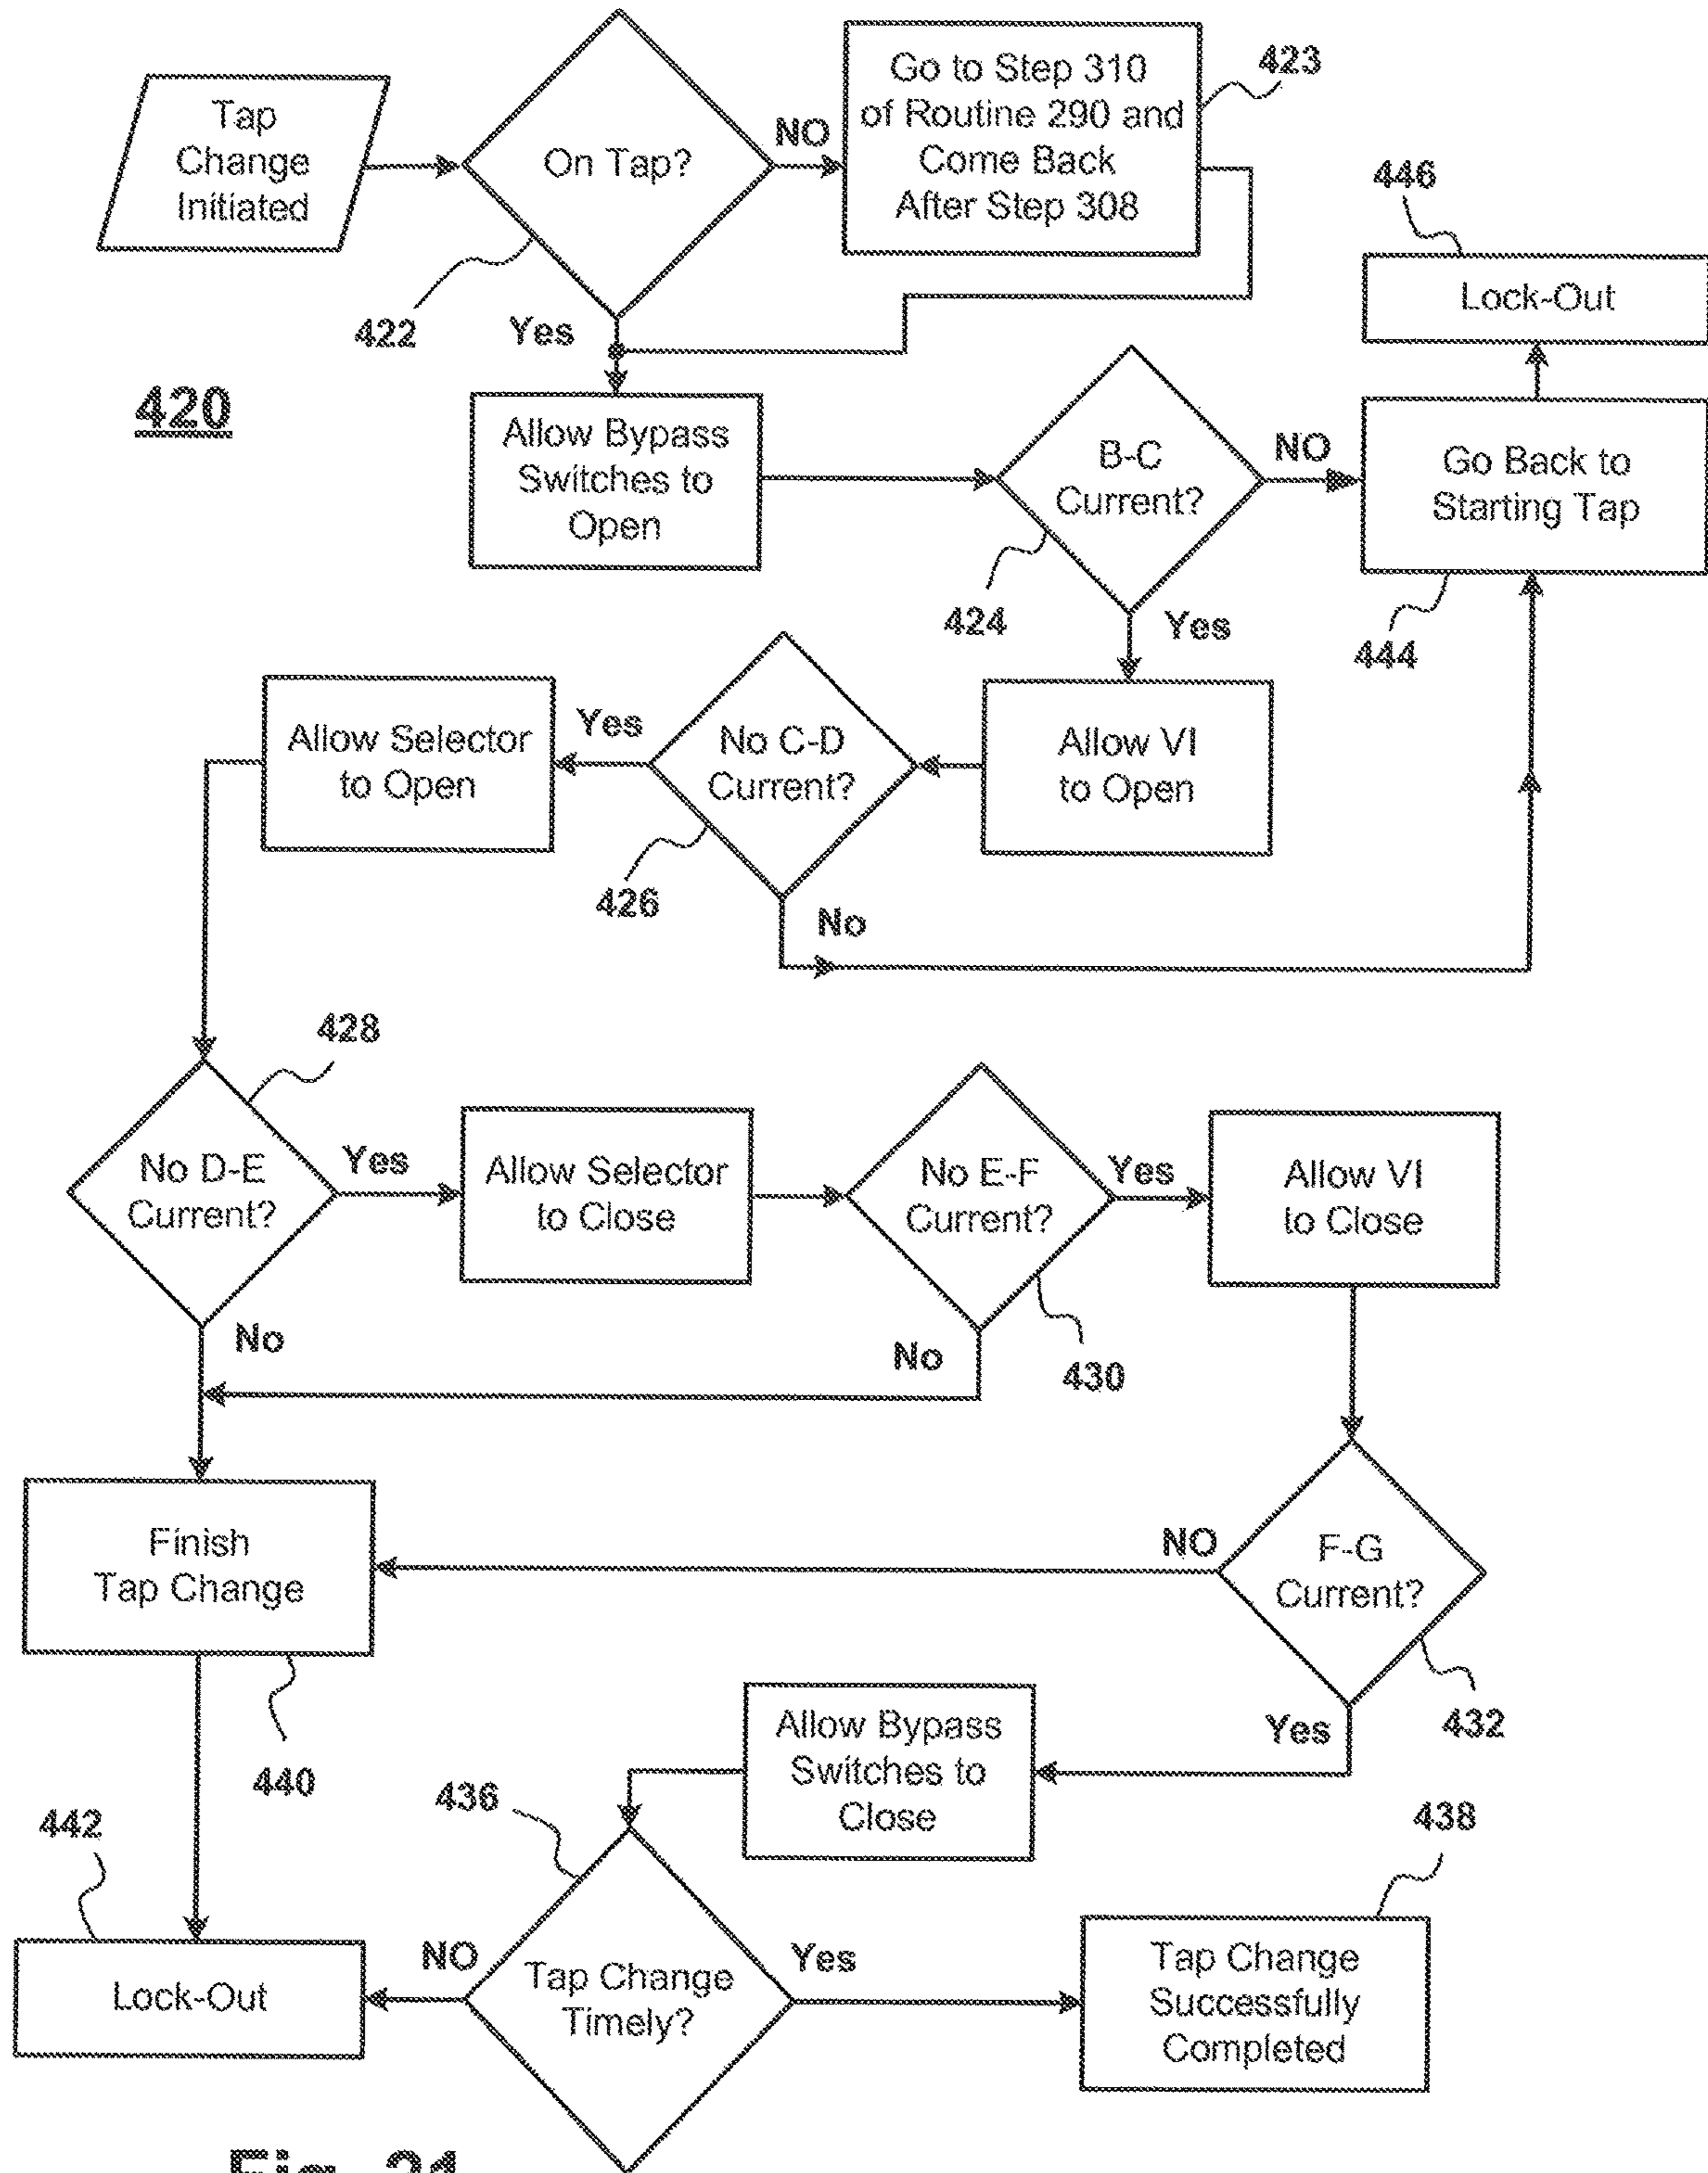 Tap
Change
Initiated
On Tap?
NO
Go to Step 310
of Routine 290 and
Come Back
After Step 308
423
446
Lock-Out
422
Yes
420
Allow Bypass
Switches to
Open
B-C
Current?
NO
Go Back to
Starting Tap
424
Yes
444
Allow Selector
to Open
Yes
No C-D
Current?
Allow VI
to Open
426
No
428
No D-E
Current?
Yes
Allow Selector
to Close
No E-F
Current?
Yes
Allow VI
to Close
No
No
430
Finish
Tap Change
NO
F-G
Current?
440
Allow Bypass
Switches to
Close
Yes
432
436
442
438
Lock-Out
NO
Tap Change
Timely?
Yes
Tap Change
Successfully
Completed
Fig. 21